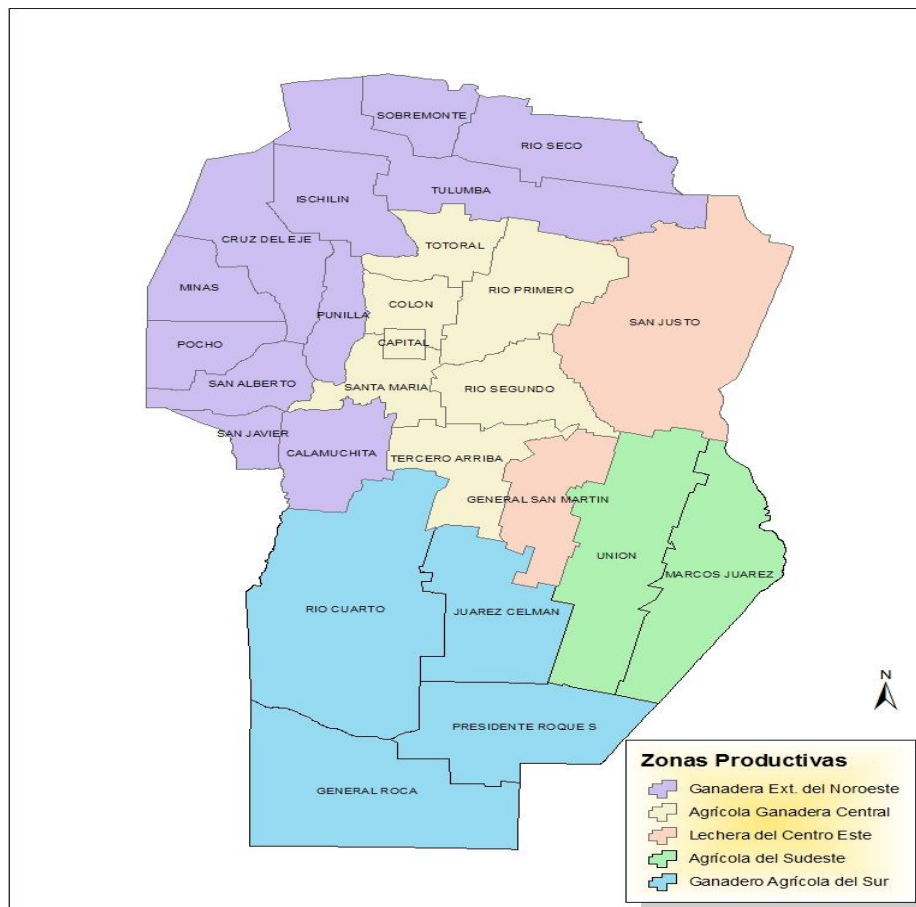 SOBREMONTE
RIO SECO
TULUMBA
ISCHILIN
CRUZ DEL EJE
TOTORAL
MINAS
RIO PRIMERO
COLON
PUNILLA
SAN JUSTO
POCHO
CAPITAL
SAN ALBERTO
SANTA MARIA
RIO SEGUNDO
SAN JAVIER
CALAMUCHITA
TERCERO ARRIBA
GENERAL SAN MARTIN
UNION
MARCOS JUAREZ
RIO CUARTO
JUAREZ CELMAN
N
PRESIDENTE ROQUE S
GENERAL ROCA
Zonas Productivas
Ganadera Ext. del Noroeste
Agrícola Ganadera Central
Lechera del Centro Este
Agrícola del Sudeste
Ganadero Agrícola del Sur